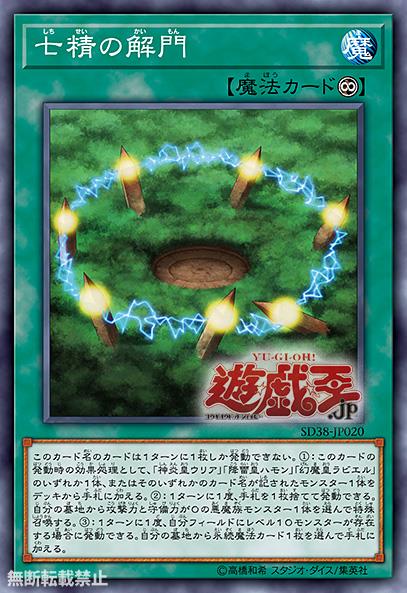 七精の解門
しち せい かい もん
魔
【魔法カード】
ま ほう
YU-GI-OH!
遊戯王
.jp
SD38-JP020
このカード名のカードは1ターンに1枚しか発動できない。①：このカードの
発動時の効果処理として、「神炎皇ウリア」「降雷皇ハモン」「幻魔皇ラビエル」
のいずれか1体、またはそのいずれかのカード名が記されたモンスター1体を
デッキから手札に加える。②：1ターンに1度、手札を1枚捨てて発動できる。
自分の墓地から攻撃力と守備力が0の悪魔族モンスター1体を選んで特殊
召喚する。③：1ターンに1度、自分フィールドにレベル10モンスターが存在
する場合に発動できる。自分の墓地から永続魔法カード1枚を選んで手札に
加える。
無断転載禁止
©高橋和希 スタジオ・ダイス/集英社